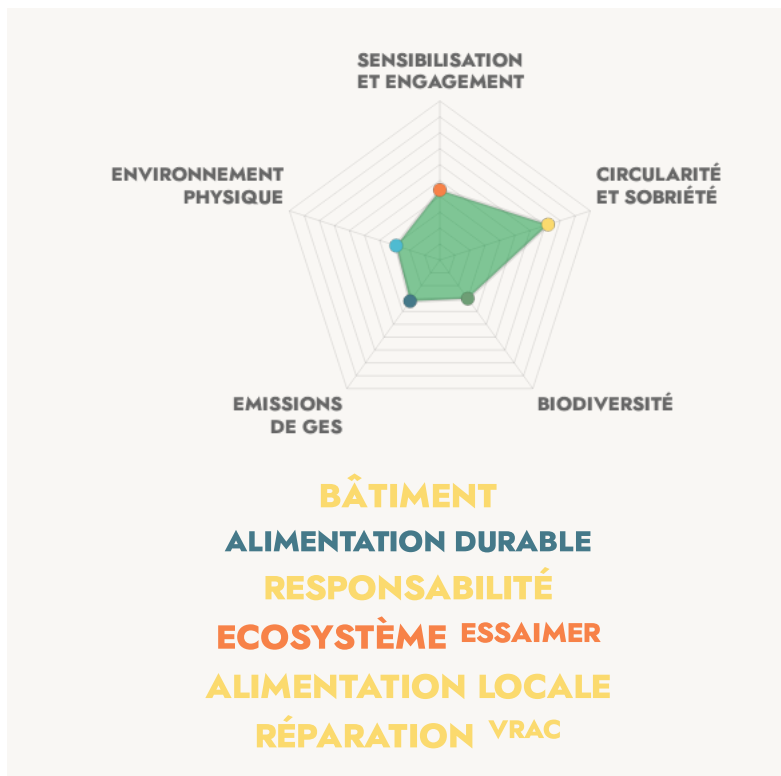 SENSIBILISATION
ET ENGAGEMENT
ENVIRONNEMENT
PHYSIQUE
CIRCULARITÉ
ET SOBRIÉTÉ
EMISSIONS
DE GES
BIODIVERSITÉ
BÂTIMENT
ALIMENTATION DURABLE
RESPONSABILITÉ
ECOSYSTÈME ESSAIMER
ALIMENTATION LOCALE
RÉPARATION VRAC